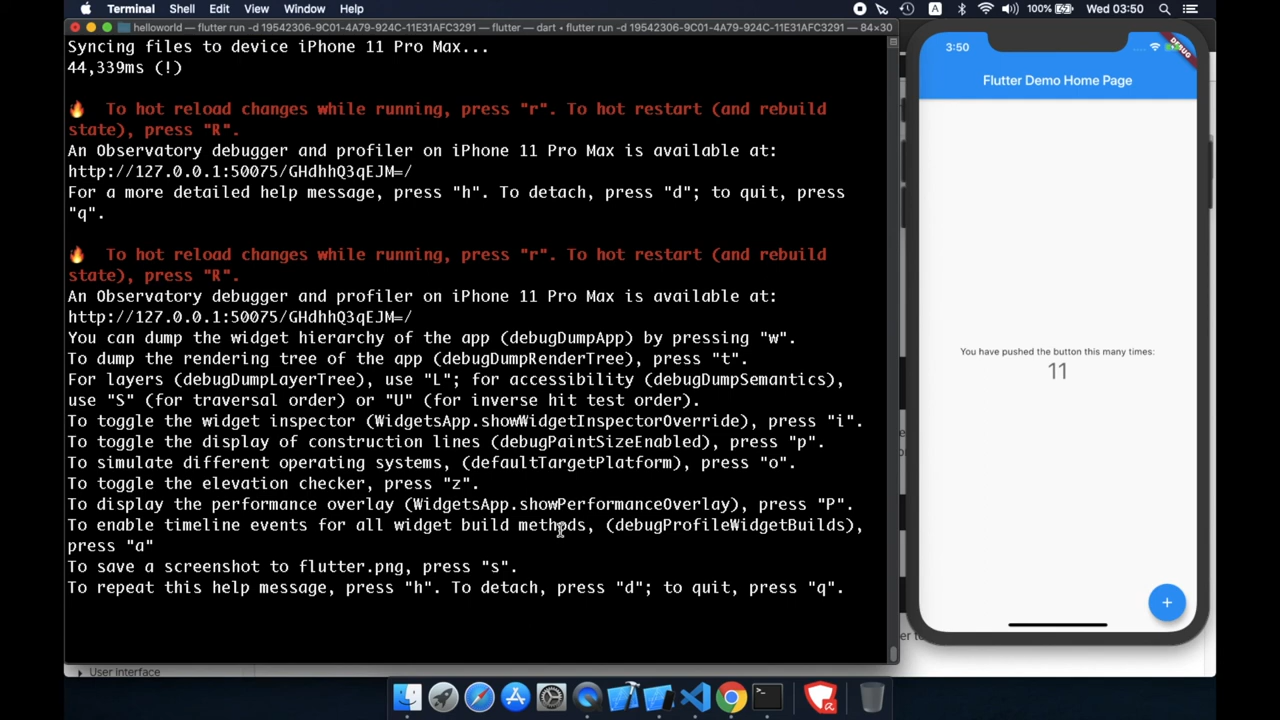 Terminal Shell Edit View Window Help
A 100% Wed 03:50
helloworld — flutter run -d 19542306-9C01-4A79-924C-11E31AFC3291 — flutter — dart • flutter run -d 19542306-9C01-4A79-924C-11E31AFC3291 — 84×30
Syncing files to device iPhone 11 Pro Max...
44,339ms (!)
🔥 To hot reload changes while running, press "r". To hot restart (and rebuild
state), press "R".
An Observatory debugger and profiler on iPhone 11 Pro Max is available at:
http://127.0.0.1:50075/GHdhhQ3qEJM=/
For a more detailed help message, press "h". To detach, press "d"; to quit, press
"q".
🔥 To hot reload changes while running, press "r". To hot restart (and rebuild
state), press "R".
An Observatory debugger and profiler on iPhone 11 Pro Max is available at:
http://127.0.0.1:50075/GHdhhQ3qEJM=/
You can dump the widget hierarchy of the app (debugDumpApp) by pressing "w".
To dump the rendering tree of the app (debugDumpRenderTree), press "t".
For layers (debugDumpLayerTree), use "L"; for accessibility (debugDumpSemantics),
use "S" (for traversal order) or "U" (for inverse hit test order).
To toggle the widget inspector (WidgetsApp.showWidgetInspectorOverride), press "i".
To toggle the display of construction lines (debugPaintSizeEnabled), press "p".
To simulate different operating systems, (defaultTargetPlatform), press "o".
To toggle the elevation checker, press "z".
To display the performance overlay (WidgetsApp.showPerformanceOverlay), press "P".
To enable timeline events for all widget build methods, (debugProfileWidgetBuilds),
press "a"
To save a screenshot to flutter.png, press "s".
To repeat this help message, press "h". To detach, press "d"; to quit, press "q".
User interface
3:50
DEBUG
Flutter Demo Home Page
You have pushed the button this many times:
11
+